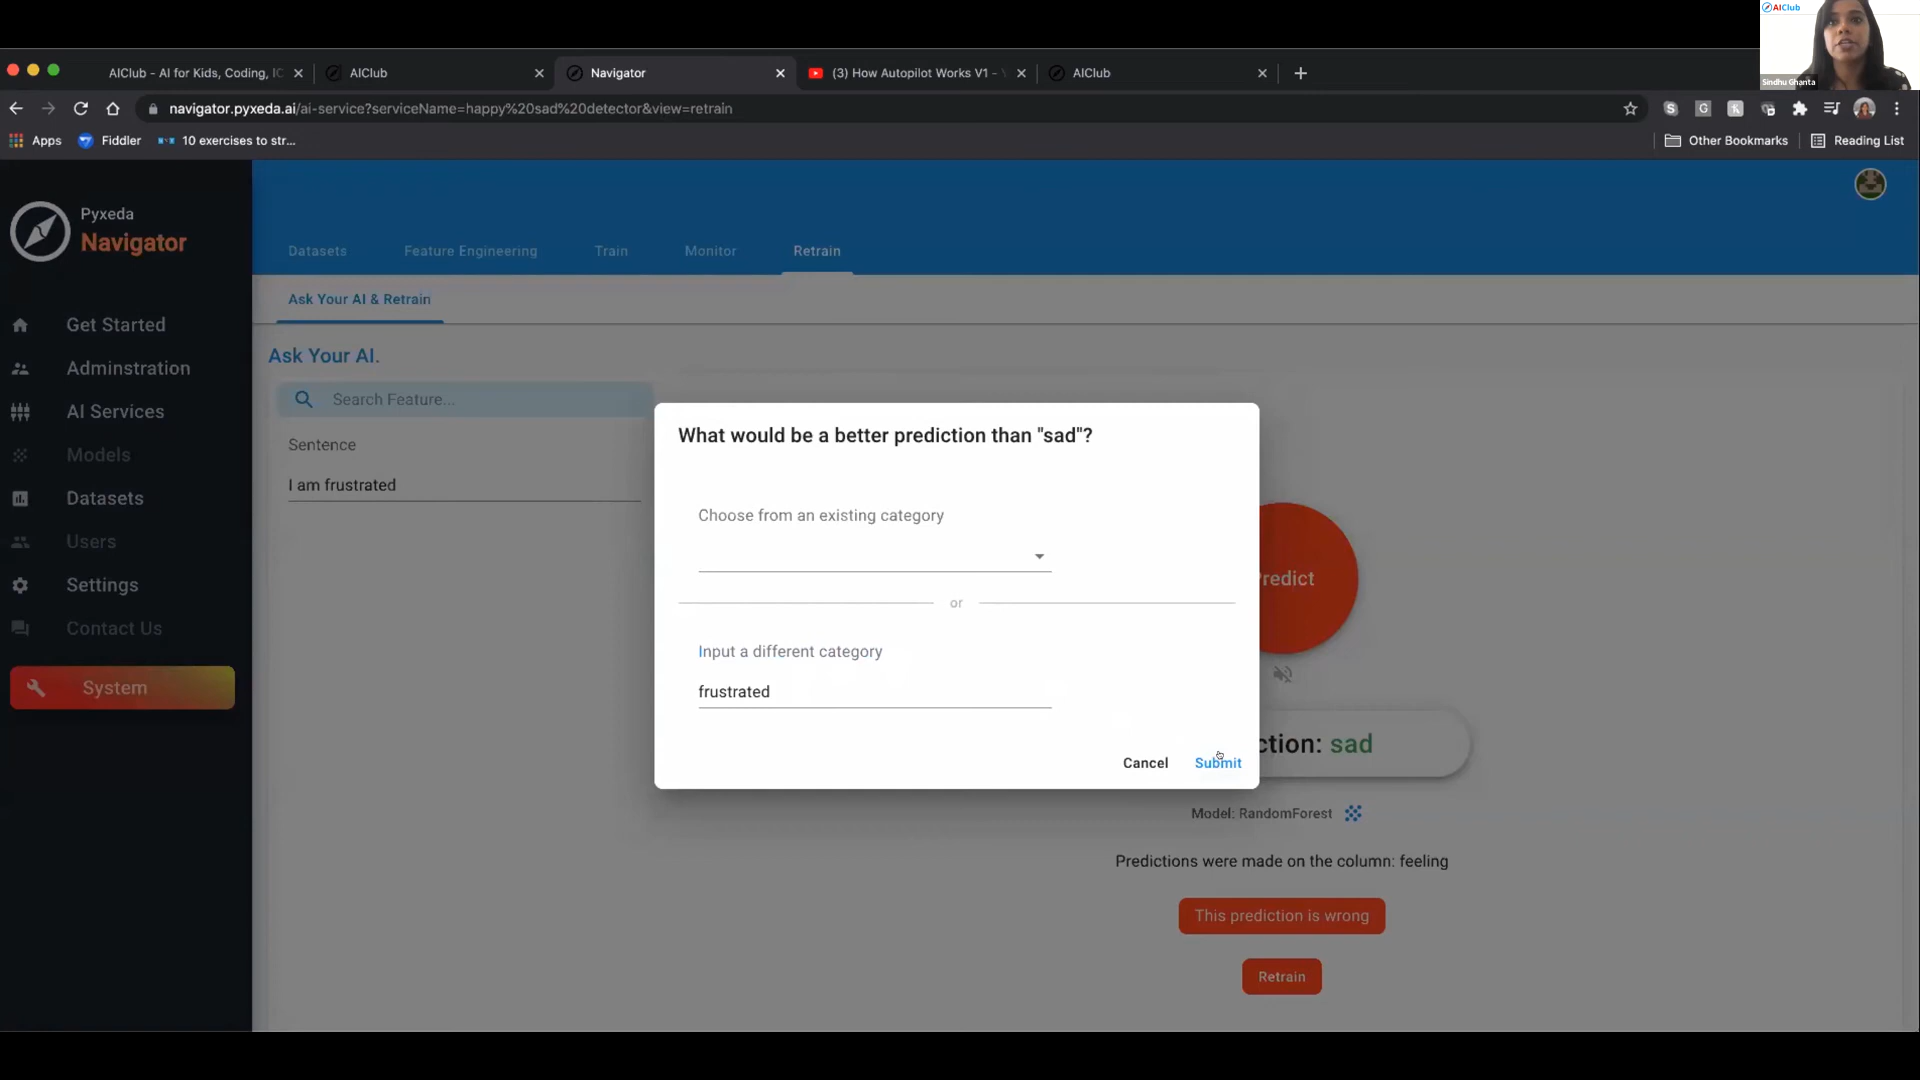 AIClub
Sindhu Ghanta
AIClub - AI for Kids, Coding, IC
AIClub
Navigator
(3) How Autopilot Works V1 -
AIClub
navigator.pyxeda.ai/ai-service?serviceName=happy%20sad%20detector&view=retrain
Apps
Fiddler
10 exercises to str...
Other Bookmarks
Reading List
Pyxeda
Navigator
Get Started
Adminstration
AI Services
Models
Datasets
Users
Settings
Contact Us
System
Datasets
Feature Engineering
Train
Monitor
Retrain
Ask Your AI & Retrain
Ask Your AI.
Search Feature...
Sentence
I am frustrated
What would be a better prediction than "sad"?
Choose from an existing category
or
Input a different category
frustrated
Cancel
Submit
redict
ction: sad
Model: RandomForest
Predictions were made on the column: feeling
This prediction is wrong
Retrain